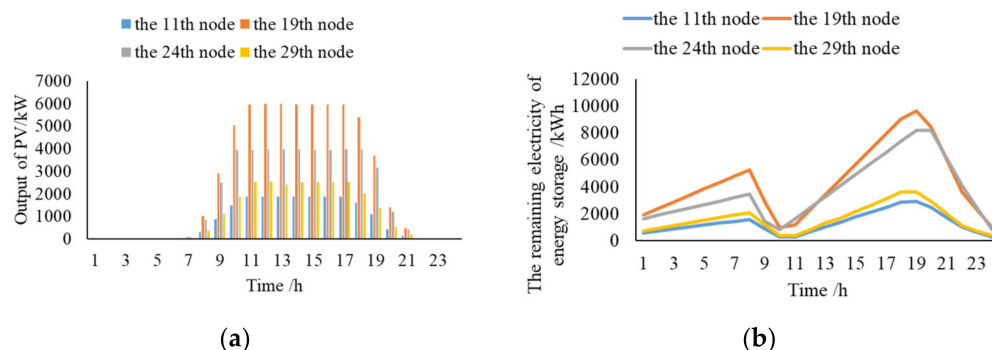 the 11th node the 19th node
the 24th node the 29th node
Output of PV/kW
7000
6000
5000
4000
3000
2000
1000
0
1 3 5 7 9 11 13 15 17 19 21 23
Time /h
(a)
the 11th node the 19th node
the 24th node the 29th node
The remaining electricity of
energy storage /kWh
12000
10000
8000
6000
4000
2000
0
1 3 5 7 9 11 13 15 17 19 21 23
Time /h
(b)